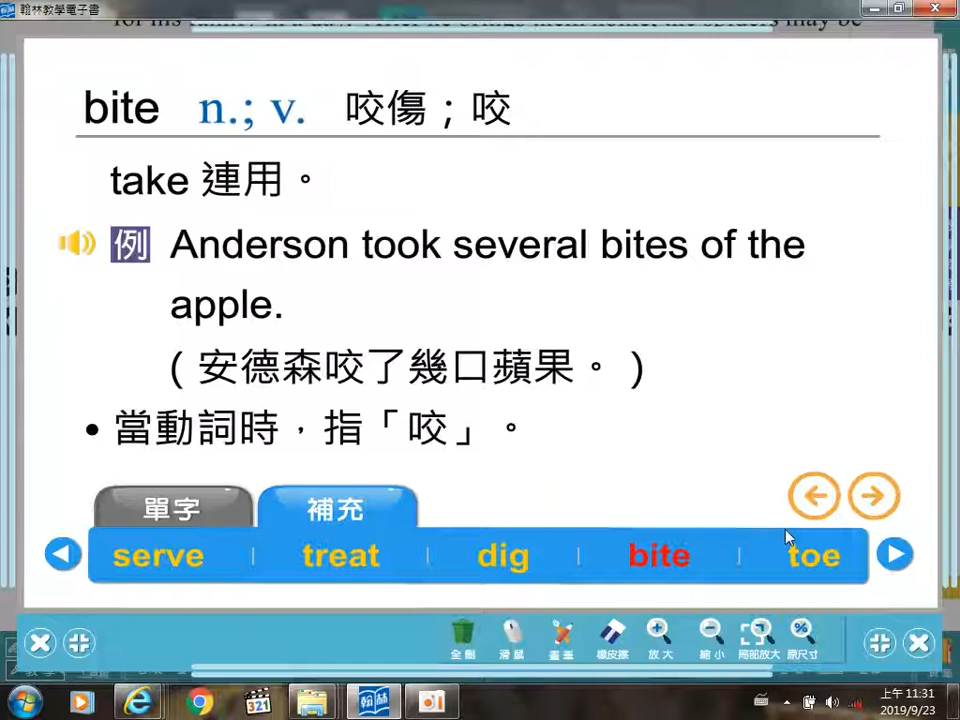 翰林教學電子書
bite n.; v. 咬傷；咬
take 連用。
例 Anderson took several bites of the
apple.
(安德森咬了幾口蘋果。)
• 當動詞時，指「咬」。
單字 補充
serve treat dig bite toe
全刪 滑鼠 畫筆 橡皮擦 放大 縮小 局部放大 原尺寸
翰林
321
上午 11:31
2019/9/23